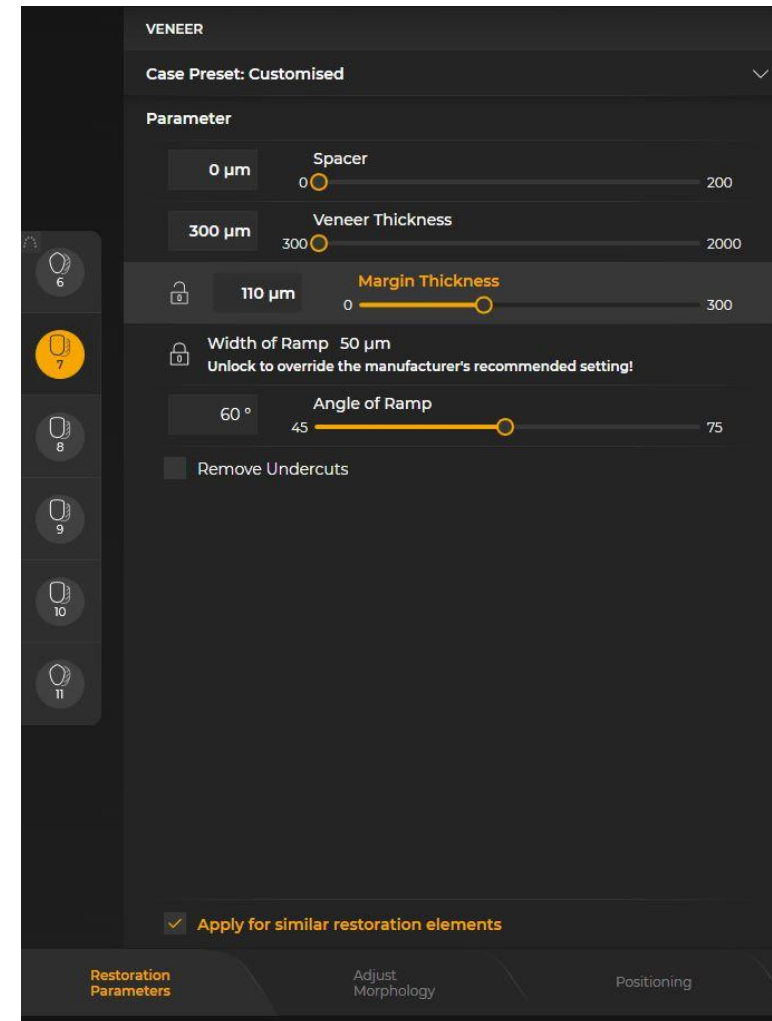 VENEER
Case Preset: Customised
Parameter
0 µm
Spacer
0
200
300 µm
Veneer Thickness
300
2000
110 µm
Margin Thickness
0
300
Width of Ramp 50 µm
Unlock to override the manufacturer's recommended setting!
60 °
Angle of Ramp
45
75
Remove Undercuts
6
7
8
9
10
11
Apply for similar restoration elements
Restoration
Parameters
Adjust
Morphology
Positioning